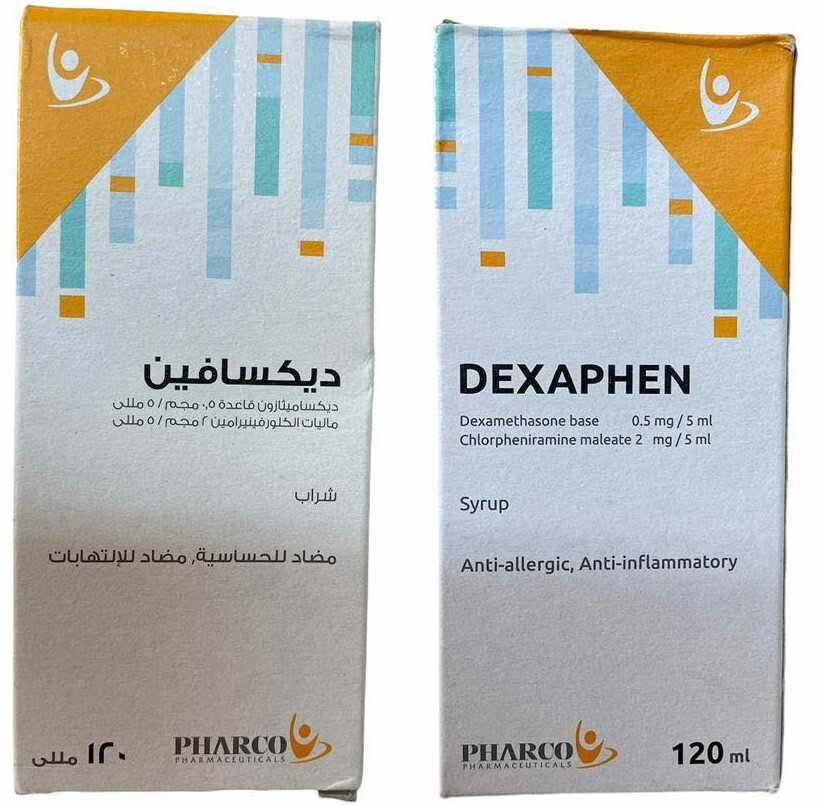 ديكسافين
ديكساميثازون قاعدة ٠,٥ مجم / ٥ مللى
ماليات الكلورفينيرامين ٢ مجم / ٥ مللى
شراب
مضاد للحساسية, مضاد للإلتهابات
١٢٠ مللى
PHARCO
PHARMACEUTICALS
DEXAPHEN
Dexamethasone base 0.5 mg / 5 ml
Chlorpheniramine maleate 2 mg / 5 ml
Syrup
Anti-allergic, Anti-inflammatory
PHARCO
PHARMACEUTICALS
120 ml